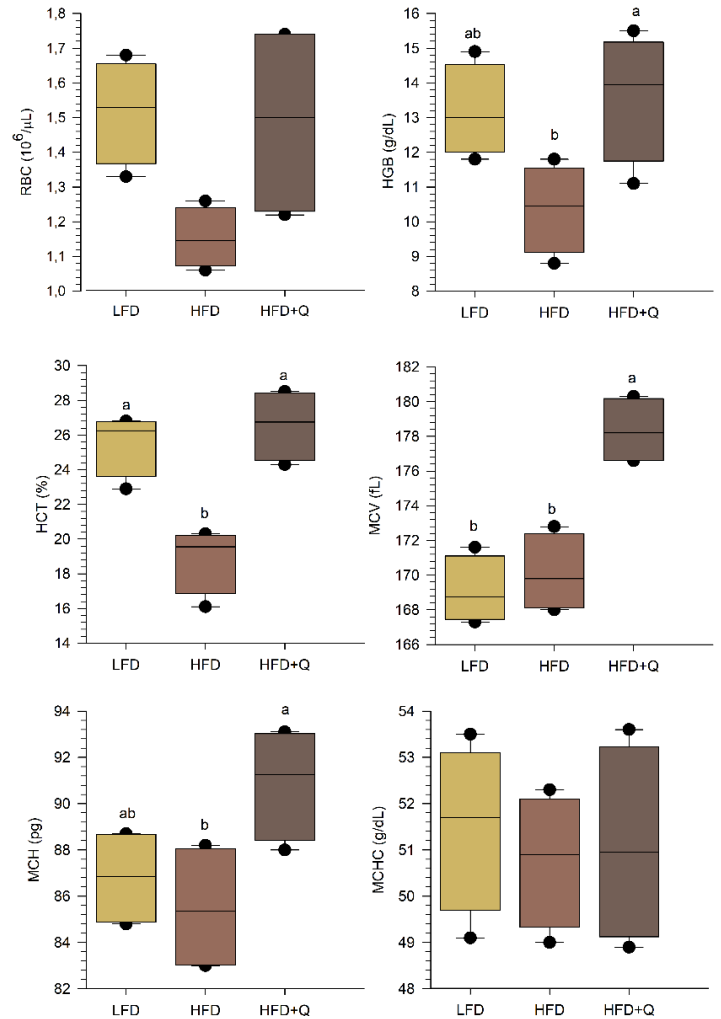 RBC (10⁶/µL)
1,8
1,7
1,6
1,5
1,4
1,3
1,2
1,1
1,0
LFD HFD HFD+Q
HGB (g/dL)
16
15
14
13
12
11
10
9
8
ab
b
a
LFD HFD HFD+Q
HCT (%)
30
28
26
24
22
20
18
16
14
a
b
a
LFD HFD HFD+Q
MCV (fL)
182
180
178
176
174
172
170
168
166
b
b
a
LFD HFD HFD+Q
MCH (pg)
94
92
90
88
86
84
82
ab
b
a
LFD HFD HFD+Q
MCHC (g/dL)
54
53
52
51
50
49
48
LFD HFD HFD+Q